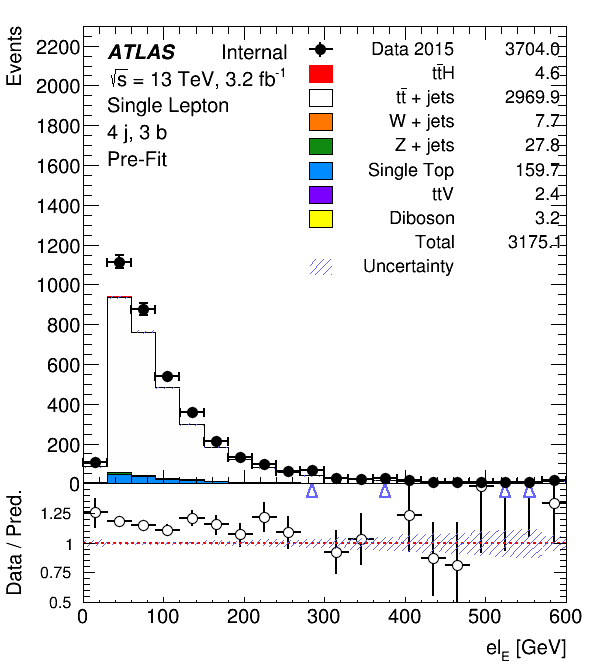 ATLAS Internal
√s = 13 TeV, 3.2 fb⁻¹
Single Lepton
4 j, 3 b
Pre-Fit
Data 2015 3704.0
tt̄H 4.6
tt̄ + jets 2969.9
W + jets 7.7
Z + jets 27.8
Single Top 159.7
ttV 2.4
Diboson 3.2
Total 3175.1
Uncertainty
Events
2200
2000
1800
1600
1400
1200
1000
800
600
400
200
0
Data / Pred.
1.25
1
0.75
0.5
0 100 200 300 400 500 600
el_E [GeV]